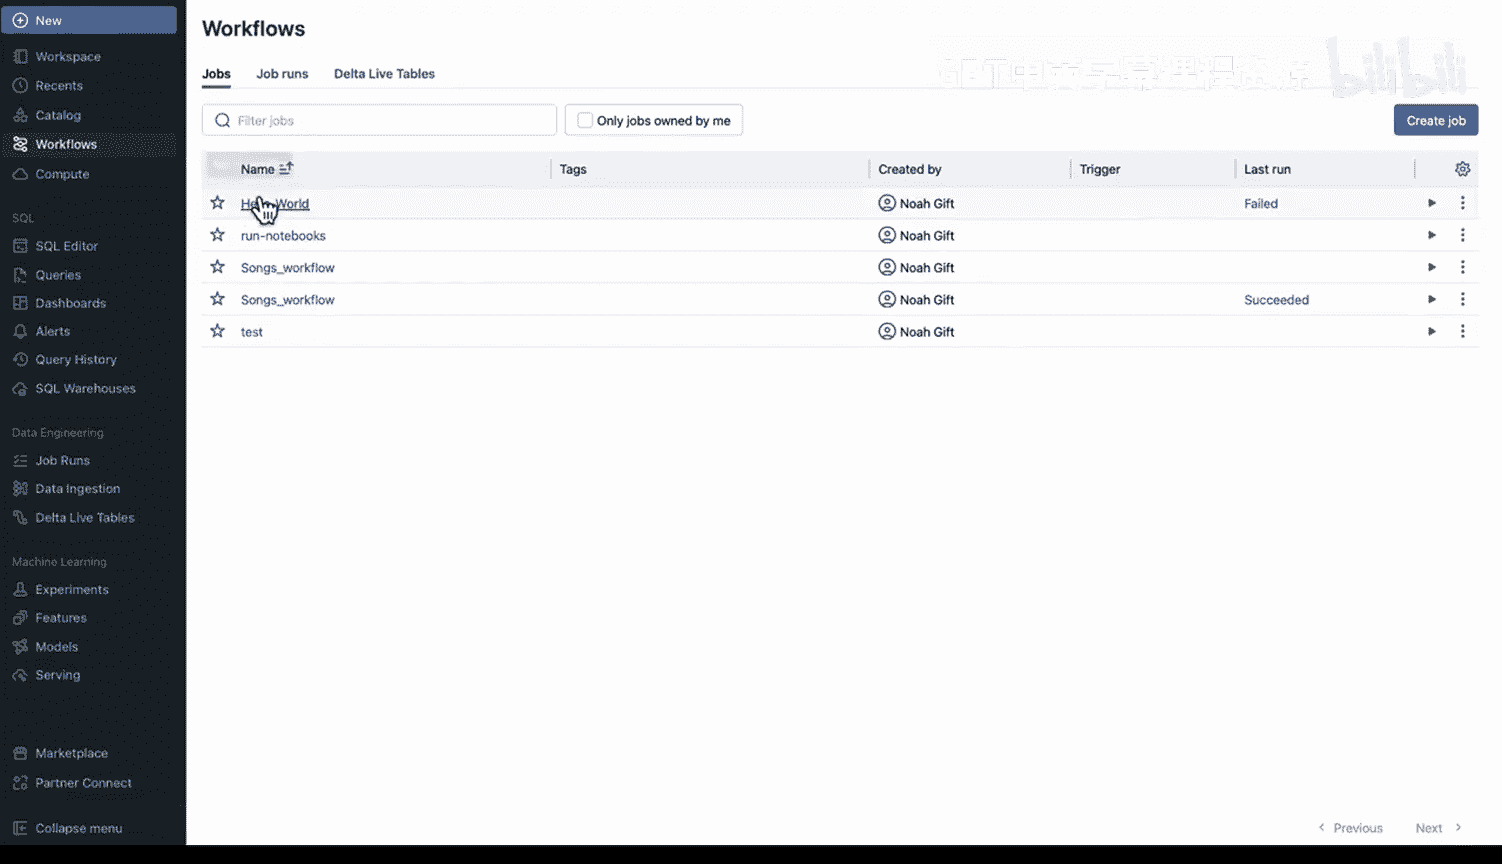 New
Workspace
Recents
Catalog
Workflows
Compute
SQL
SQL Editor
Queries
Dashboards
Alerts
Query History
SQL Warehouses
Data Engineering
Job Runs
Data Ingestion
Delta Live Tables
Machine Learning
Experiments
Features
Models
Serving
Marketplace
Partner Connect
Collapse menu
Workflows
Jobs Job runs Delta Live Tables
bilibili
Filter jobs Only jobs owned by me Create job
Name Tags Created by Trigger Last run
World Noah Gift Failed
run-notebooks Noah Gift
Songs_workflow Noah Gift
Songs_workflow Noah Gift Succeeded
test Noah Gift
Previous Next